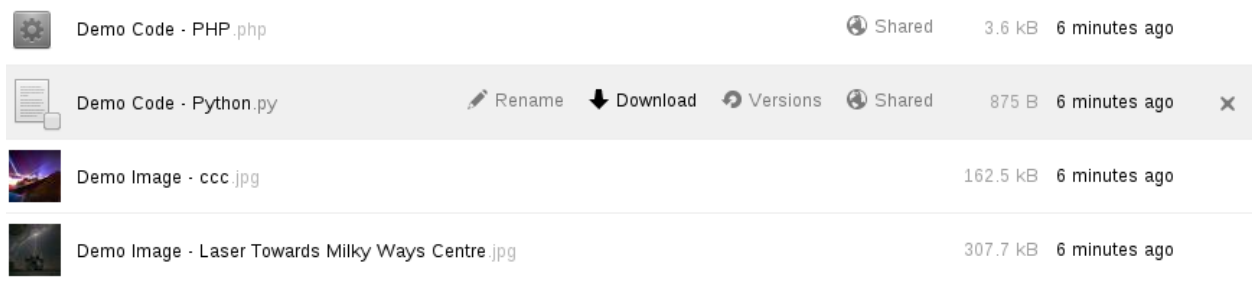 Demo Code - PHP.php Shared 3.6 kB 6 minutes ago
Demo Code - Python.py Rename Download Versions Shared 875 B 6 minutes ago
Demo Image - ccc.jpg 162.5 kB 6 minutes ago
Demo Image - Laser Towards Milky Ways Centre.jpg 307.7 kB 6 minutes ago